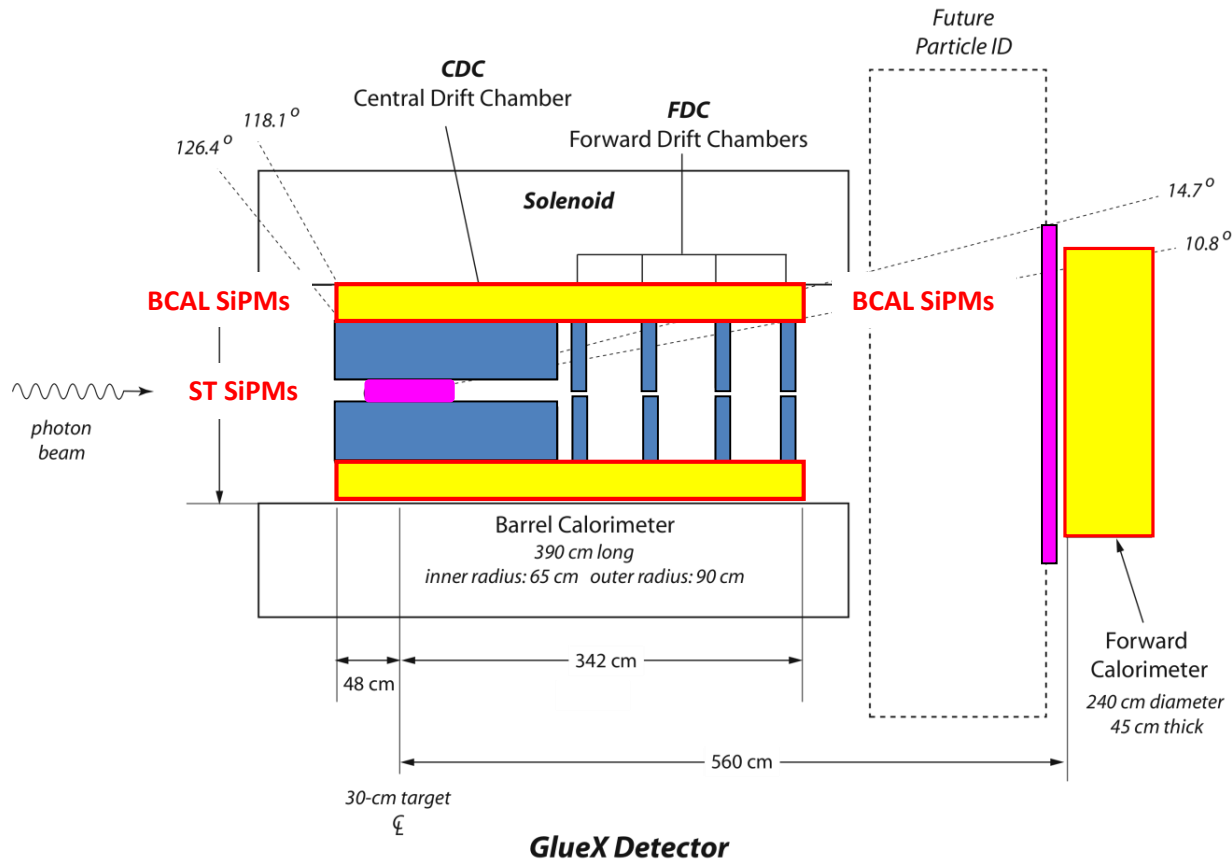 Future
Particle ID
CDC
Central Drift Chamber
FDC
Forward Drift Chambers
118.1 o
126.4 o
Solenoid
14.7 o
10.8 o
BCAL SiPMs
BCAL SiPMs
ST SiPMs
photon
beam
Barrel Calorimeter
390 cm long
inner radius: 65 cm outer radius: 90 cm
342 cm
48 cm
Forward
Calorimeter
240 cm diameter
45 cm thick
560 cm
30-cm target
℄
GlueX Detector